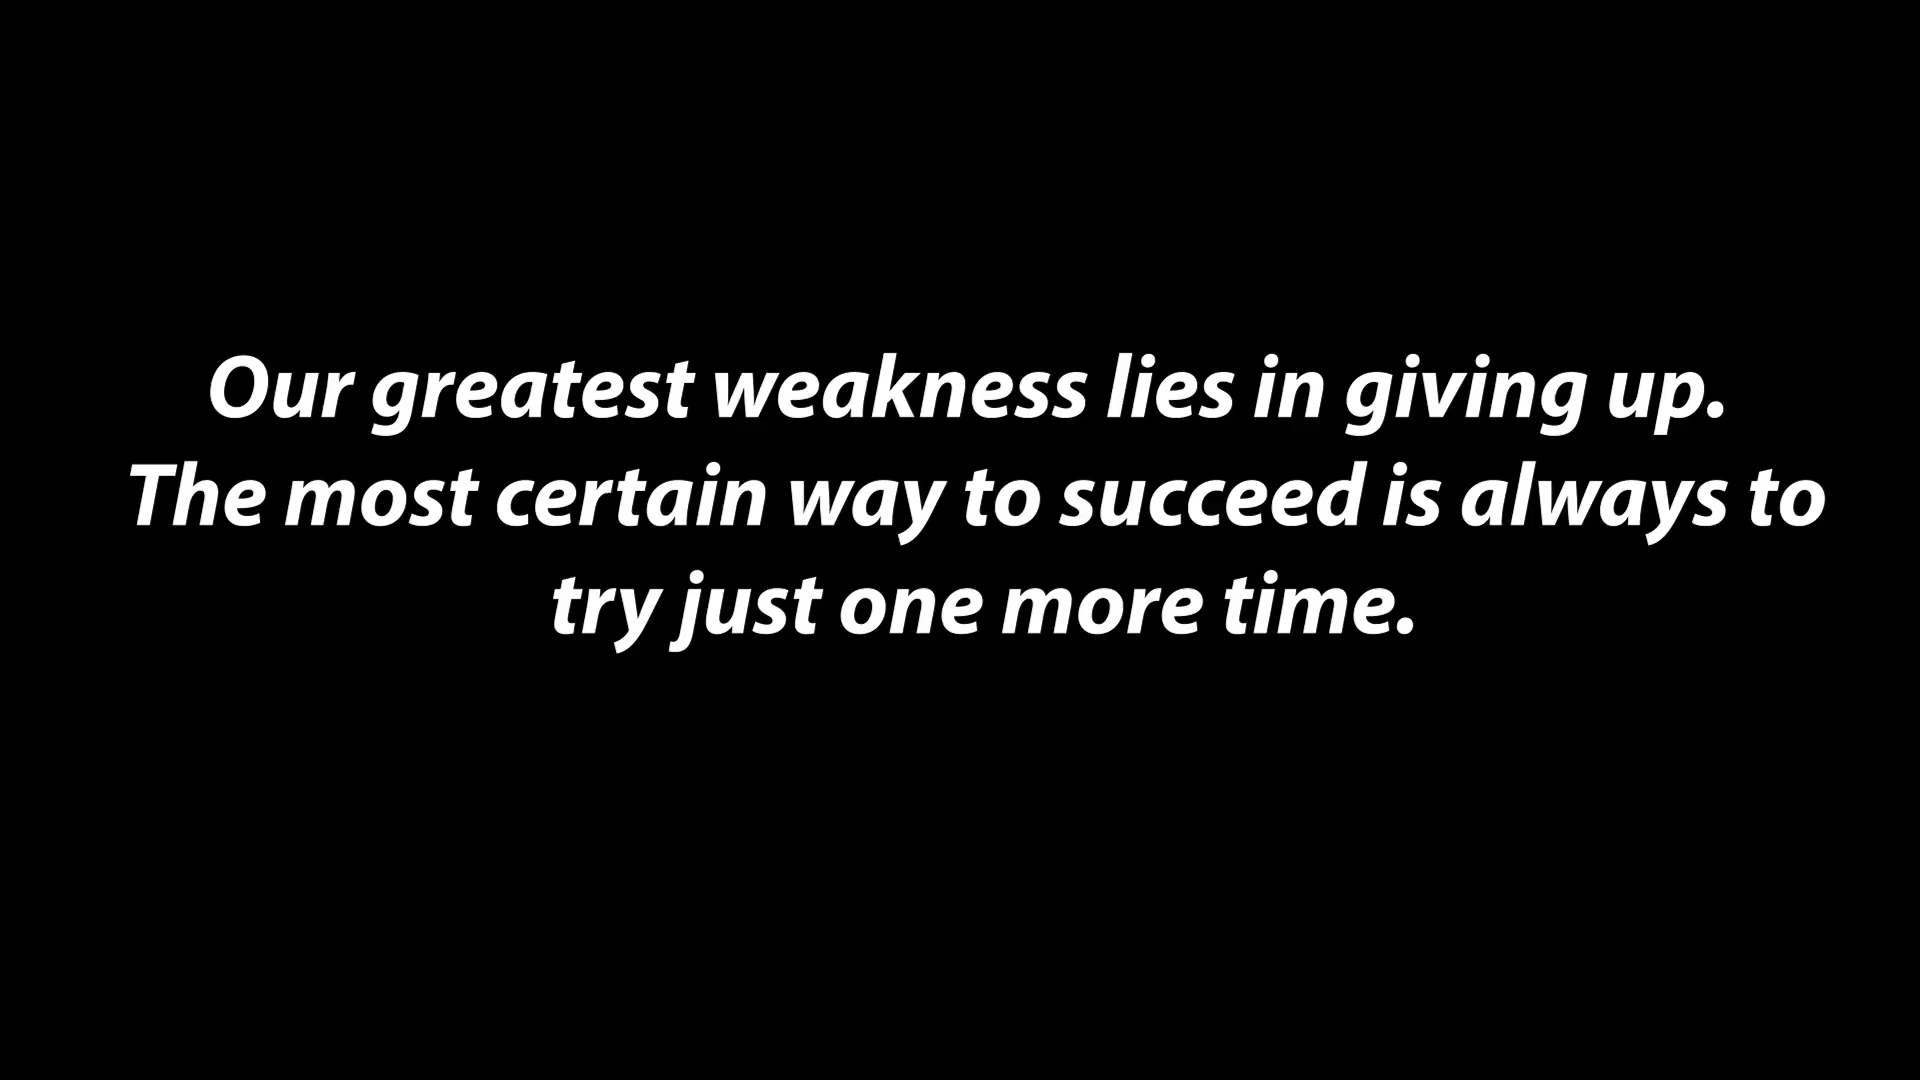 Our greatest weakness lies in giving up.
The most certain way to succeed is always to
try just one more time.